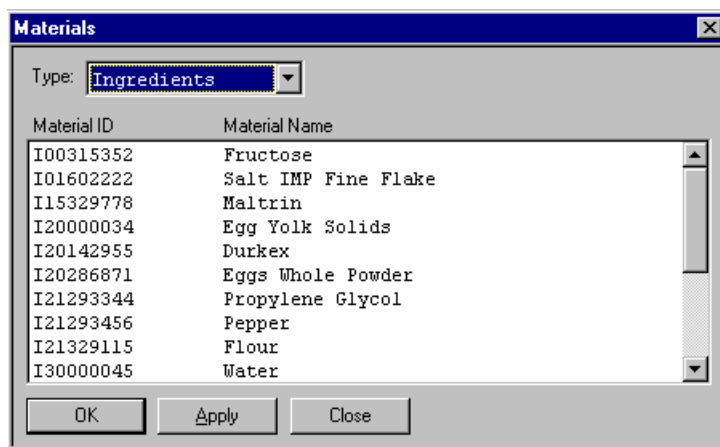 Materials
Type: Ingredients
Material ID Material Name
I00315352 Fructose
I01602222 Salt IMP Fine Flake
I15329778 Maltrin
I20000034 Egg Yolk Solids
I20142955 Durkex
I20286871 Eggs Whole Powder
I21293344 Propylene Glycol
I21293456 Pepper
I21329115 Flour
I30000045 Water
OK Apply Close